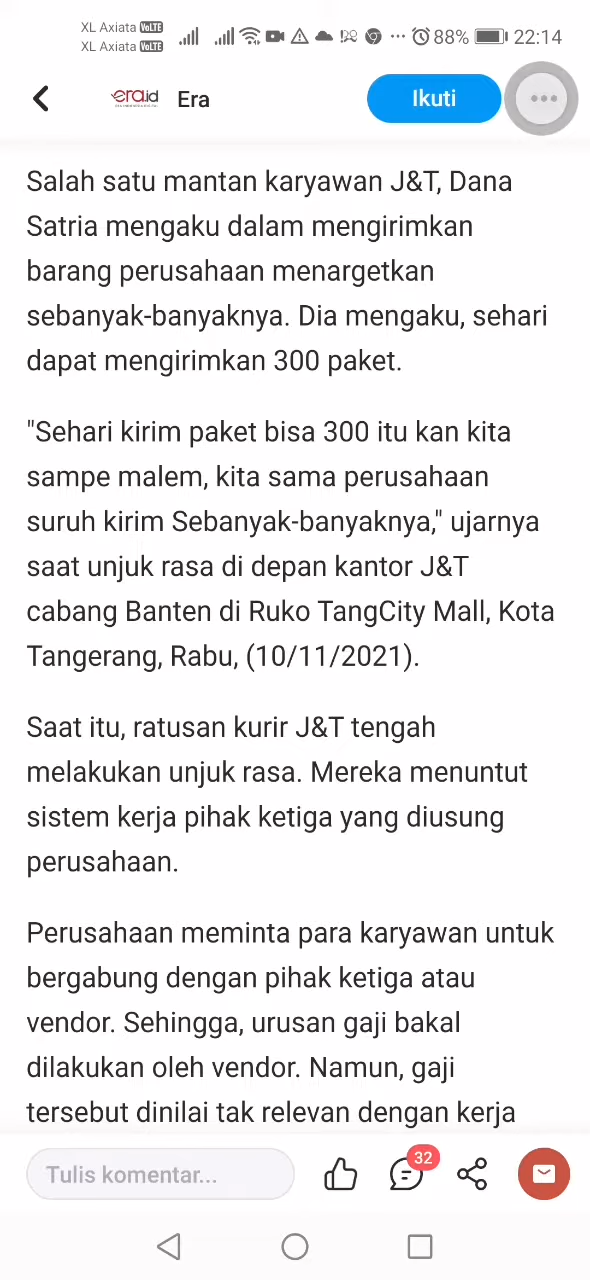 XL Axiata VoLTE
XL Axiata VoLTE
88% 22:14
era.id Era Ikuti
Salah satu mantan karyawan J&T, Dana
Satria mengaku dalam mengirimkan
barang perusahaan menargetkan
sebanyak-banyaknya. Dia mengaku, sehari
dapat mengirimkan 300 paket.
"Sehari kirim paket bisa 300 itu kan kita
sampe malem, kita sama perusahaan
suruh kirim Sebanyak-banyaknya," ujarnya
saat unjuk rasa di depan kantor J&T
cabang Banten di Ruko TangCity Mall, Kota
Tangerang, Rabu, (10/11/2021).
Saat itu, ratusan kurir J&T tengah
melakukan unjuk rasa. Mereka menuntut
sistem kerja pihak ketiga yang diusung
perusahaan.
Perusahaan meminta para karyawan untuk
bergabung dengan pihak ketiga atau
vendor. Sehingga, urusan gaji bakal
dilakukan oleh vendor. Namun, gaji
tersebut dinilai tak relevan dengan kerja
Tulis komentar... 32